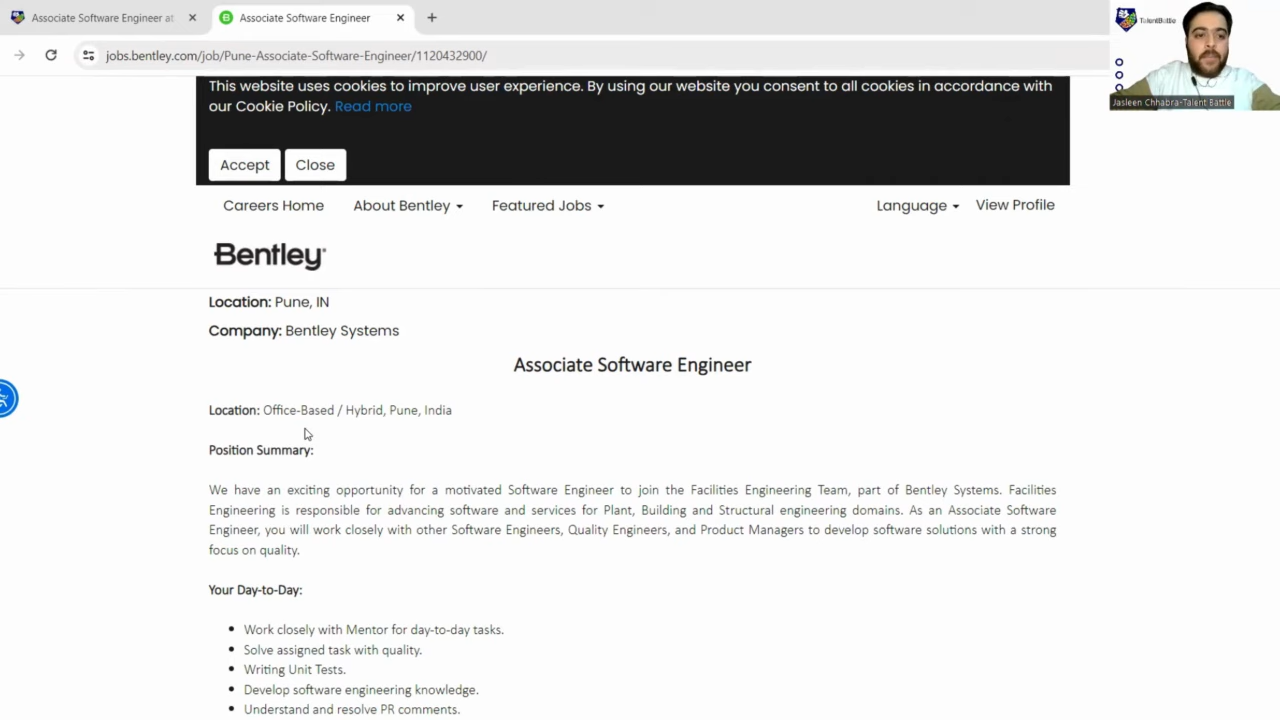 Associate Software Engineer at
Associate Software Engineer
jobs.bentley.com/job/Pune-Associate-Software-Engineer/1120432900/
TalentBattle
Jasleen Chhabra-Talent Battle
This website uses cookies to improve user experience. By using our website you consent to all cookies in accordance with
our Cookie Policy. Read more
Accept Close
Careers Home About Bentley Featured Jobs Language View Profile
Bentley®
Location: Pune, IN
Company: Bentley Systems
Associate Software Engineer
Location: Office-Based / Hybrid, Pune, India
Position Summary:
We have an exciting opportunity for a motivated Software Engineer to join the Facilities Engineering Team, part of Bentley Systems. Facilities
Engineering is responsible for advancing software and services for Plant, Building and Structural engineering domains. As an Associate Software
Engineer, you will work closely with other Software Engineers, Quality Engineers, and Product Managers to develop software solutions with a strong
focus on quality.
Your Day-to-Day:
• Work closely with Mentor for day-to-day tasks.
• Solve assigned task with quality.
• Writing Unit Tests.
• Develop software engineering knowledge.
• Understand and resolve PR comments.